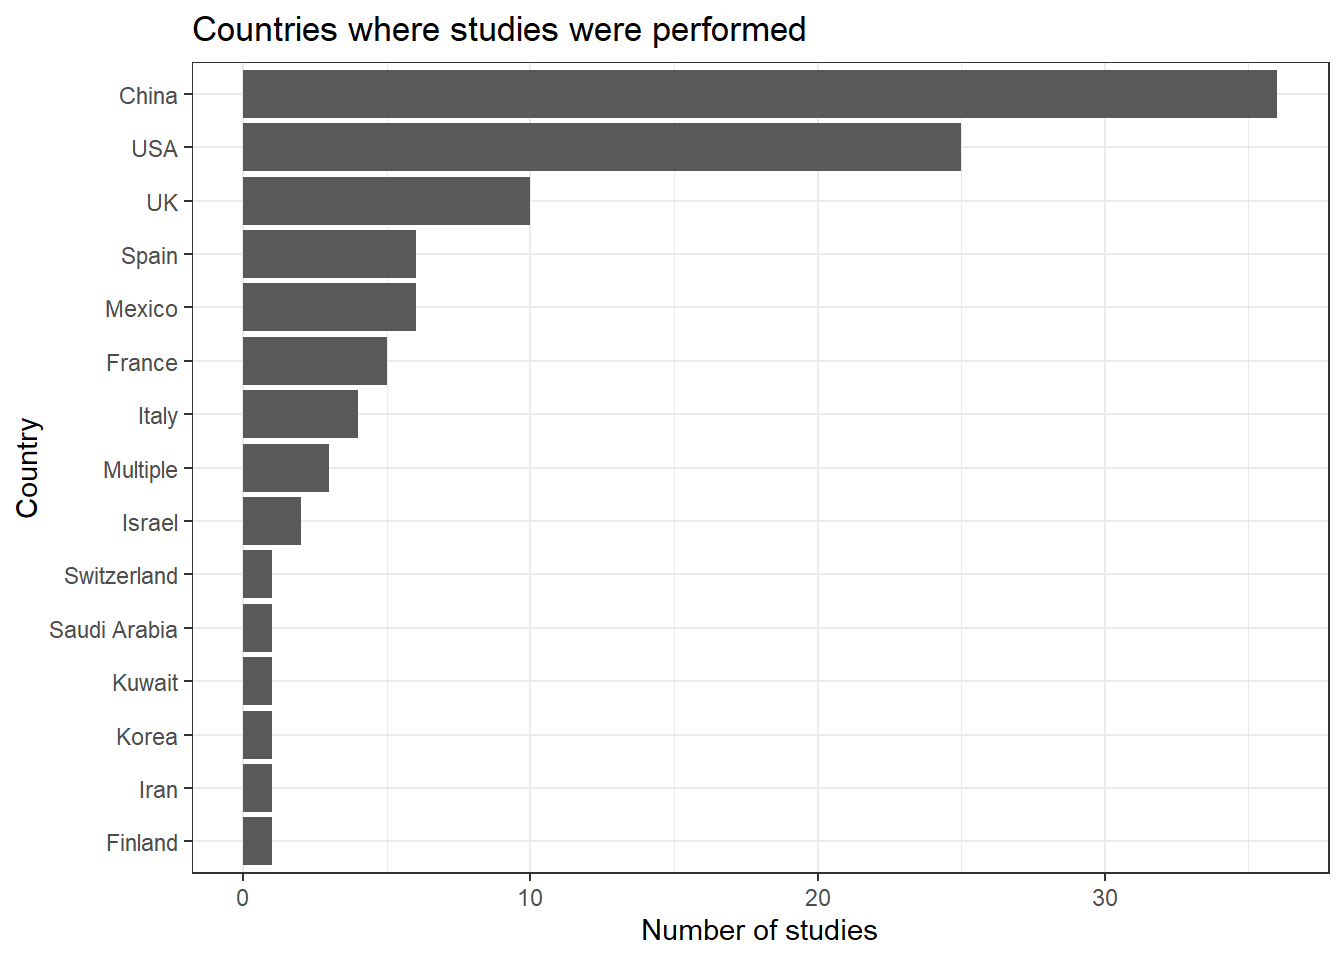 Countries where studies were performed
China
USA
UK
Spain
Mexico
France
Italy
Multiple
Israel
Switzerland
Saudi Arabia
Kuwait
Korea
Iran
Finland
Country
0 10 20 30
Number of studies